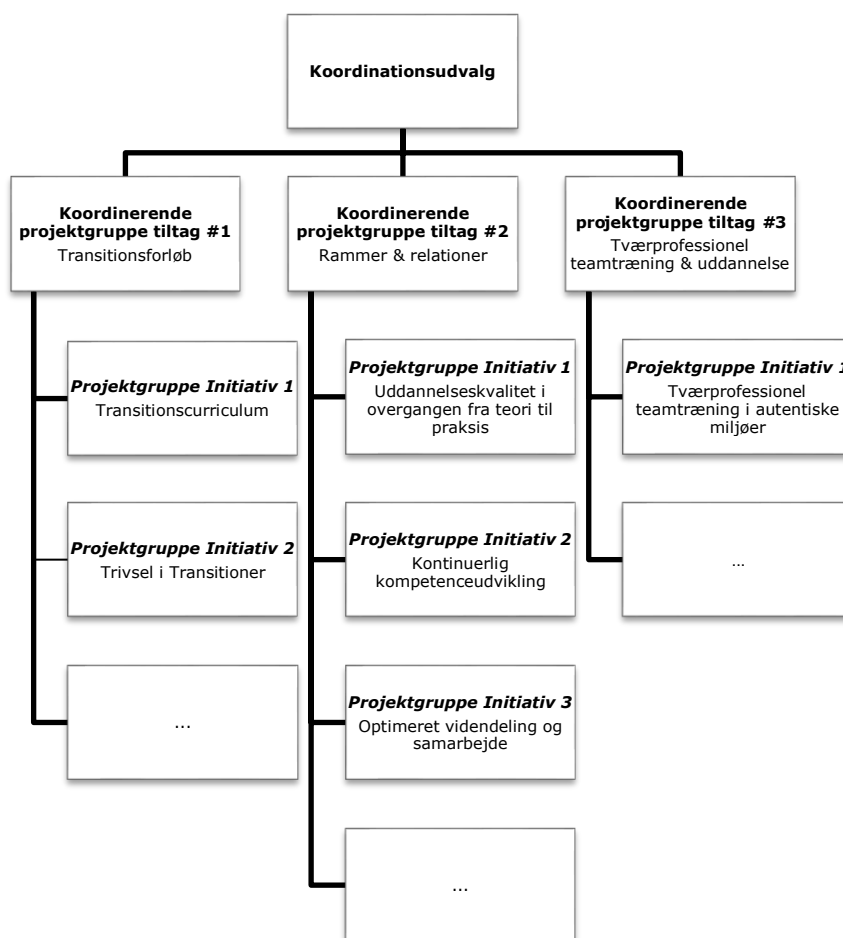 Koordinationsudvalg
Koordinerende
projektgruppe tiltag #1
Transitionsforløb
Koordinerende
projektgruppe tiltag #2
Rammer & relationer
Koordinerende
projektgruppe tiltag #3
Tværprofessionel
teamtræning & uddannelse
Projektgruppe Initiativ 1
Transitionscurriculum
Projektgruppe Initiativ 2
Trivsel i Transitioner
...
Projektgruppe Initiativ 1
Uddannelseskvalitet i
overgangen fra teori til
praksis
Projektgruppe Initiativ 2
Kontinuerlig
kompetenceudvikling
Projektgruppe Initiativ 3
Optimeret videndeling og
samarbejde
...
Projektgruppe Initiativ 1
Tværprofessionel
teamtræning i autentiske
miljøer
...